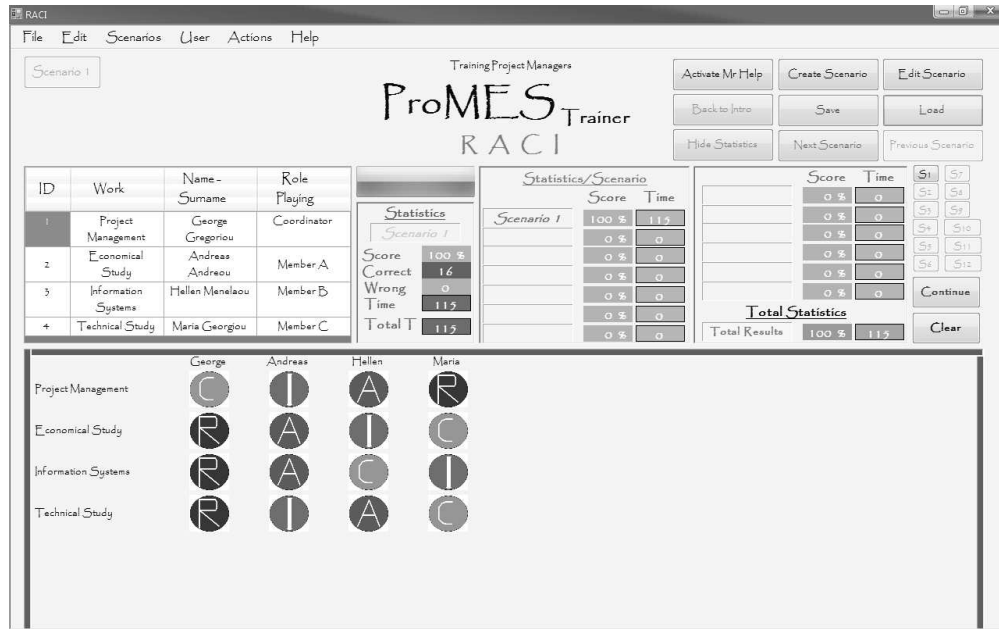 RACI
File Edit Scenarios User Actions Help
Scenario 1
Training Project Managers
ProMES Trainer
RACI
Activate Mr Help Create Scenario Edit Scenario
Back to Intro Save Load
Hide Statistics Next Scenario Previous Scenario
ID Work Name - Surname Role Playing
1 Project Management George Gregoriou Coordinator
2 Economical Study Andreas Andreou Member A
3 Information Systems Hellen Menelaou Member B
4 Technical Study Maria Georgiou Member C
Statistics
Scenario 1
Score 100 %
Correct 16
Wrong 0
Time 115
Total T 115
Statistics/Scenario
Score Time
Scenario 1 100 % 115
0 % 0
0 % 0
0 % 0
0 % 0
0 % 0
0 % 0
Score Time
0 % 0
0 % 0
0 % 0
0 % 0
0 % 0
0 % 0
Total Statistics
Total Results 100 % 115
S1 S7
S2 S8
S3 S9
S4 S10
S5 S11
S6 S12
Continue
Clear
George Andreas Hellen Maria
Project Management C I A R
Economical Study R A I C
Information Systems R A C I
Technical Study R I A C